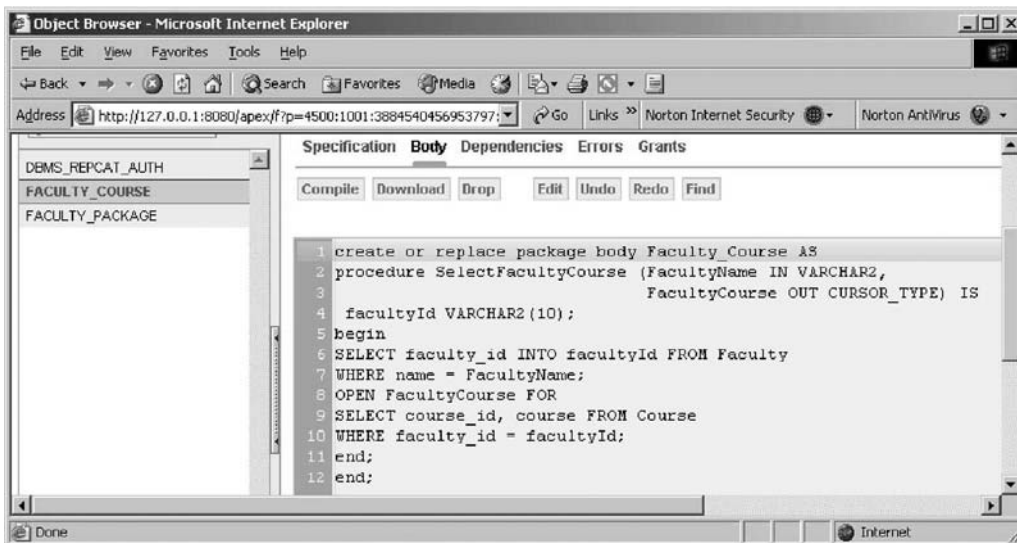 Object Browser - Microsoft Internet Explorer
File Edit View Favorites Tools Help
Back Search Favorites Media
Address http://127.0.0.1:8080/apex/f?p=4500:1001:3884540456953797: Go Links » Norton Internet Security Norton AntiVirus
Specification Body Dependencies Errors Grants
DBMS_REPCAT_AUTH
FACULTY_COURSE
FACULTY_PACKAGE
Compile Download Drop Edit Undo Redo Find
1 create or replace package body Faculty_Course AS
2 procedure SelectFacultyCourse (FacultyName IN VARCHAR2,
3 FacultyCourse OUT CURSOR_TYPE) IS
4 facultyId VARCHAR2(10);
5 begin
6 SELECT faculty_id INTO facultyId FROM Faculty
7 WHERE name = FacultyName;
8 OPEN FacultyCourse FOR
9 SELECT course_id, course FROM Course
10 WHERE faculty_id = facultyId;
11 end;
12 end;
Done Internet